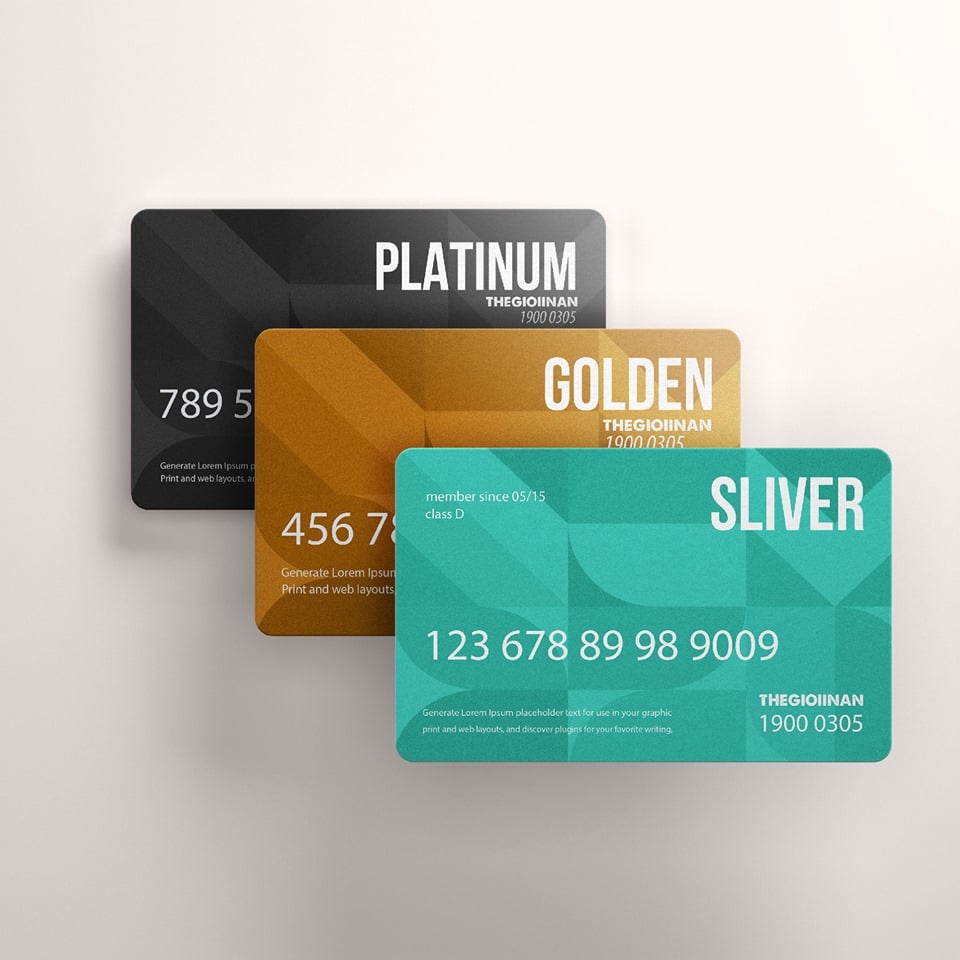 PLATINUM
THEGIOIINAN
1900 0305
789 5
Generate Lorem Ipsum p
Print and web layouts, an
GOLDEN
THEGIOIINAN
1900 0305
456 78
Generate Lorem Ipsum
Print and web layouts,
member since 05/15
class D
SLIVER
123 678 89 98 9009
Generate Lorem Ipsum placeholder text for use in your graphic
print and web layouts, and discover plugins for your favorite writing,
THEGIOIINAN
1900 0305